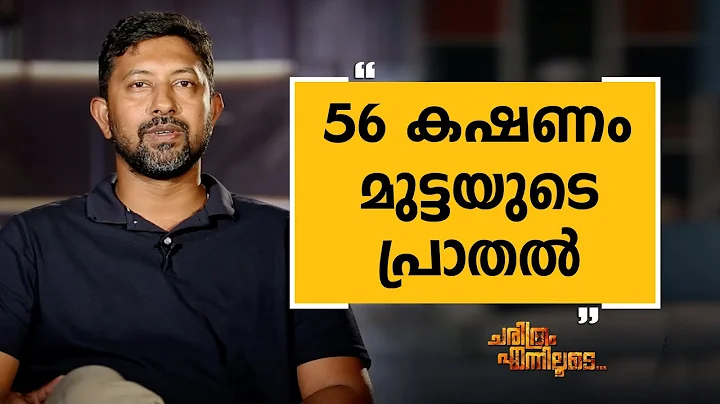 “
56 കഷണം
മുട്ടയുടെ
പ്രാതൽ
”
ചരിത്രം
എന്നിലൂടെ...